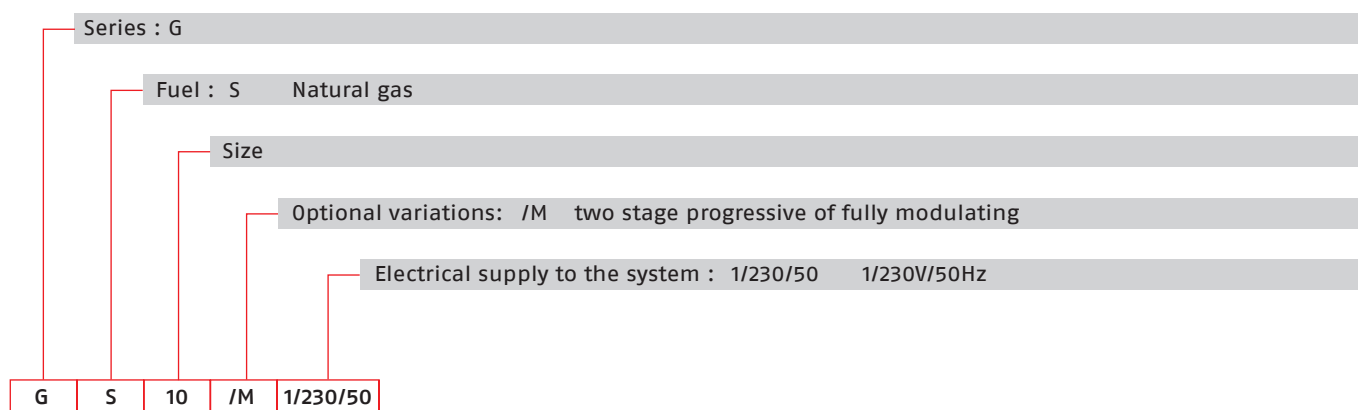 Series : G
Fuel : S Natural gas
Size
Optional variations: /M two stage progressive of fully modulating
Electrical supply to the system : 1/230/50 1/230V/50Hz
G S 10 /M 1/230/50